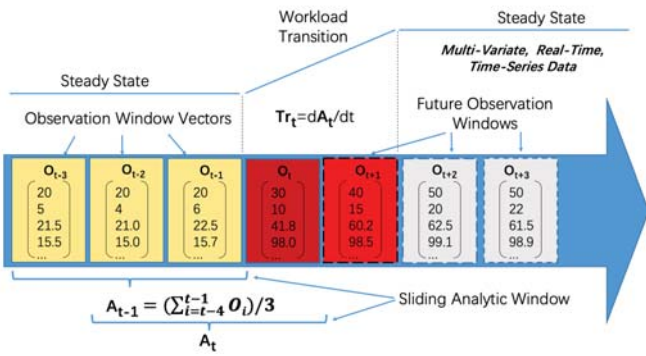 Workload
Transition
Steady State
Multi-Variate, Real-Time,
Time-Series Data
Steady State
Observation Window Vectors
Tr_t=dA_t/dt
Future Observation
Windows
O_t-3
20
5
21.5
15.5
...
O_t-2
20
4
21.0
15.0
...
O_t-1
20
6
22.5
15.7
...
O_t
30
10
41.8
98.0
...
O_t+1
40
15
60.2
98.5
...
O_t+2
50
20
62.5
99.1
...
O_t+3
50
22
61.5
98.9
...
A_t-1 = (∑_{i=t-4}^{t-1} O_i)/3
Sliding Analytic Window
A_t